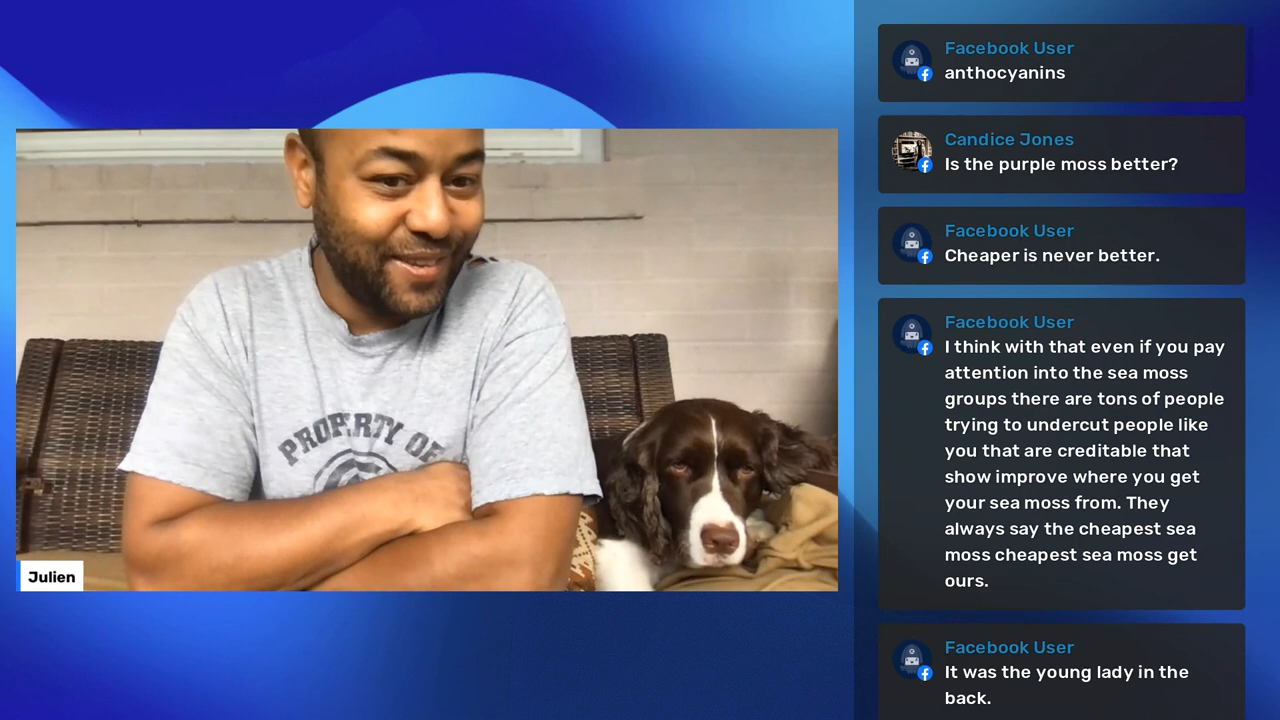 PROPERTY OF
Julien
Facebook User
anthocyanins
Candice Jones
Is the purple moss better?
Facebook User
Cheaper is never better.
Facebook User
I think with that even if you pay
attention into the sea moss
groups there are tons of people
trying to undercut people like
you that are creditable that
show improve where you get
your sea moss from. They
always say the cheapest sea
moss cheapest sea moss get
ours.
Facebook User
It was the young lady in the
back.